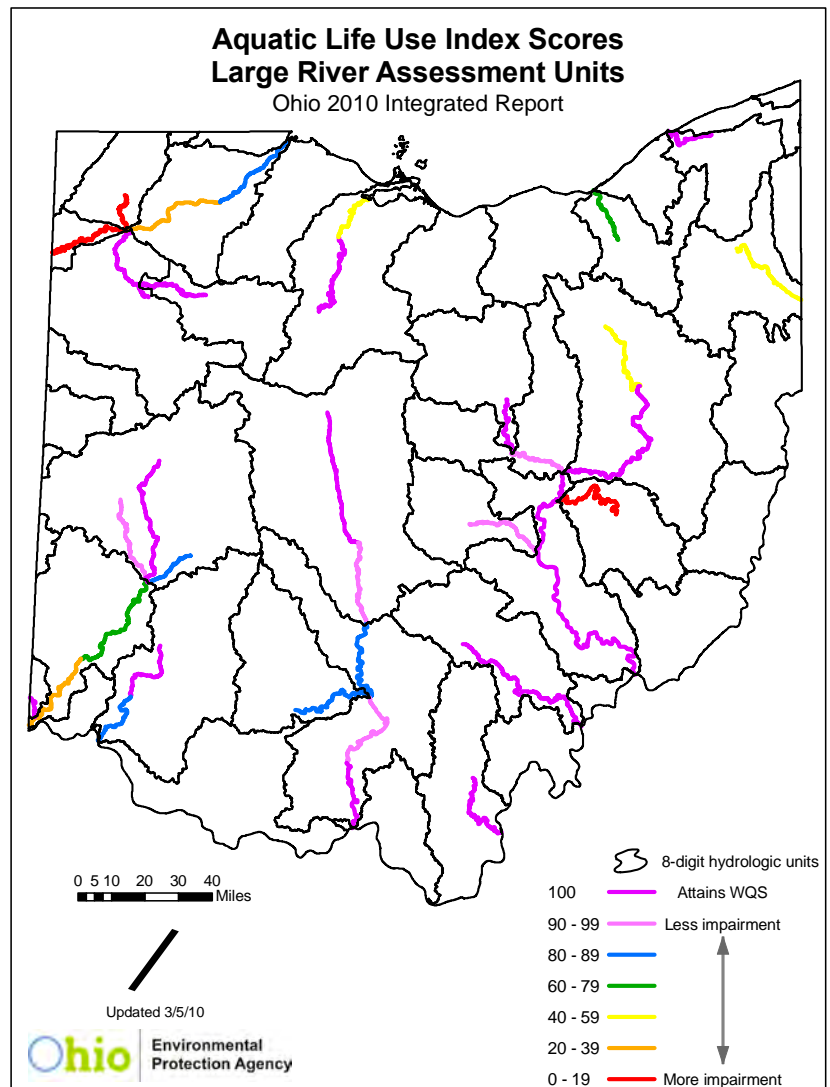 Aquatic Life Use Index Scores
Large River Assessment Units
Ohio 2010 Integrated Report
8-digit hydrologic units
0 5 10 20 30 40
Miles
100 Attains WQS
90 - 99 Less impairment
80 - 89
60 - 79
40 - 59
20 - 39
0 - 19 More impairment
Updated 3/5/10
Ohio
Environmental
Protection Agency